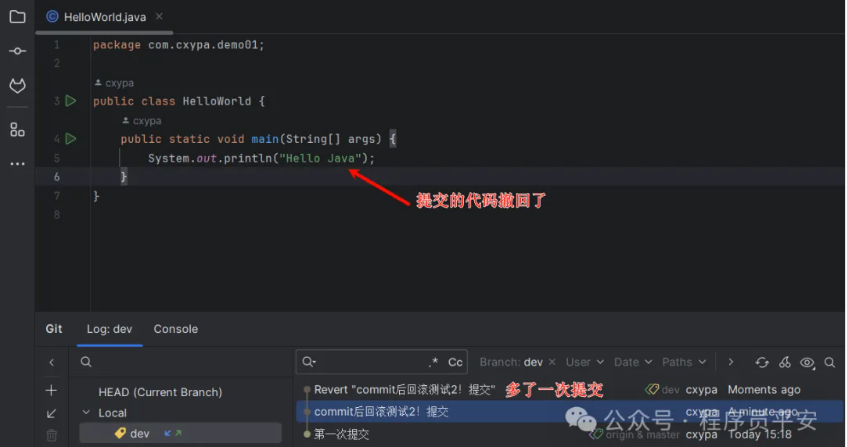 HelloWorld.java
1 package com.cxypa.demo01;
2
cxypa
3 public class HelloWorld {
cxypa
4 public static void main(String[] args) {
5 System.out.println("Hello Java");
6 }
7 }
8
提交的代码撤回了
Git Log: dev Console
.* Cc Branch: dev User Date Paths
HEAD (Current Branch)
Local
dev
Revert "commit后回滚测试2！提交" 多了一次提交 dev cxypa Moments ago
commit后回滚测试2！提交 cxypa A minute ago
第一次提交 origin & master cxypa Today 15:18
公众号 · 程序员平安